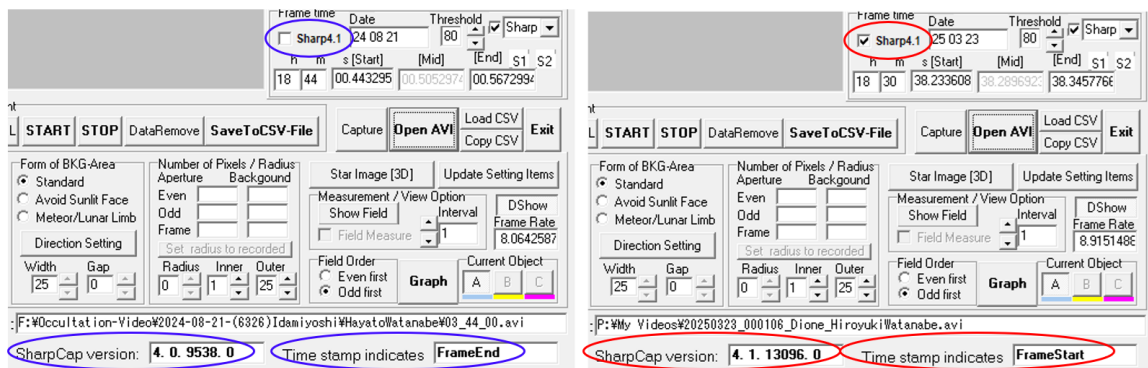 Frame time
Date
Threshold
Sharp4.1
24 08 21
80
Sharp
h m s [Start] [Mid] [End] S1 S2
18 44 00.443295 00.5052974 00.5672994
nt
L START STOP DataRemove SaveToCSV-File Capture Open AVI Load CSV Exit
Copy CSV
Form of BKG-Area
Standard
Avoid Sunlit Face
Meteor/Lunar Limb
Direction Setting
Width Gap
25 0
Number of Pixels / Radius
Aperture Backgound
Even
Odd
Frame
Set radius to recorded
Radius Inner Outer
0 1 25
Star Image [3D] Update Setting Items
Measurement / View Option
Show Field Interval
Field Measure 1
DShow
Frame Rate
8.0642587
Field Order
Even first
Odd first
Graph
Current Object
A B C
: F:¥Occultation-Video¥2024-08-21-(6326)Idamiyoshi¥HayatoWatanabe¥03_44_00.avi
SharpCap version: 4. 0. 9538. 0 Time stamp indicates FrameEnd
Frame time
Date
Threshold
Sharp4.1
25 03 23
80
Sharp
h m s [Start] [Mid] [End] S1 S2
18 30 38.233608 38.2896923 38.3457766
nt
L START STOP DataRemove SaveToCSV-File Capture Open AVI Load CSV Exit
Copy CSV
Form of BKG-Area
Standard
Avoid Sunlit Face
Meteor/Lunar Limb
Direction Setting
Width Gap
25 0
Number of Pixels / Radius
Aperture Backgound
Even
Odd
Frame
Set radius to recorded
Radius Inner Outer
0 1 25
Star Image [3D] Update Setting Items
Measurement / View Option
Show Field Interval
Field Measure 1
DShow
Frame Rate
8.9151486
Field Order
Even first
Odd first
Graph
Current Object
A B C
: P:¥My Videos¥20250323_000106_Dione_HiroyukiWatanabe.avi
SharpCap version: 4. 1. 13096. 0 Time stamp indicates FrameStart